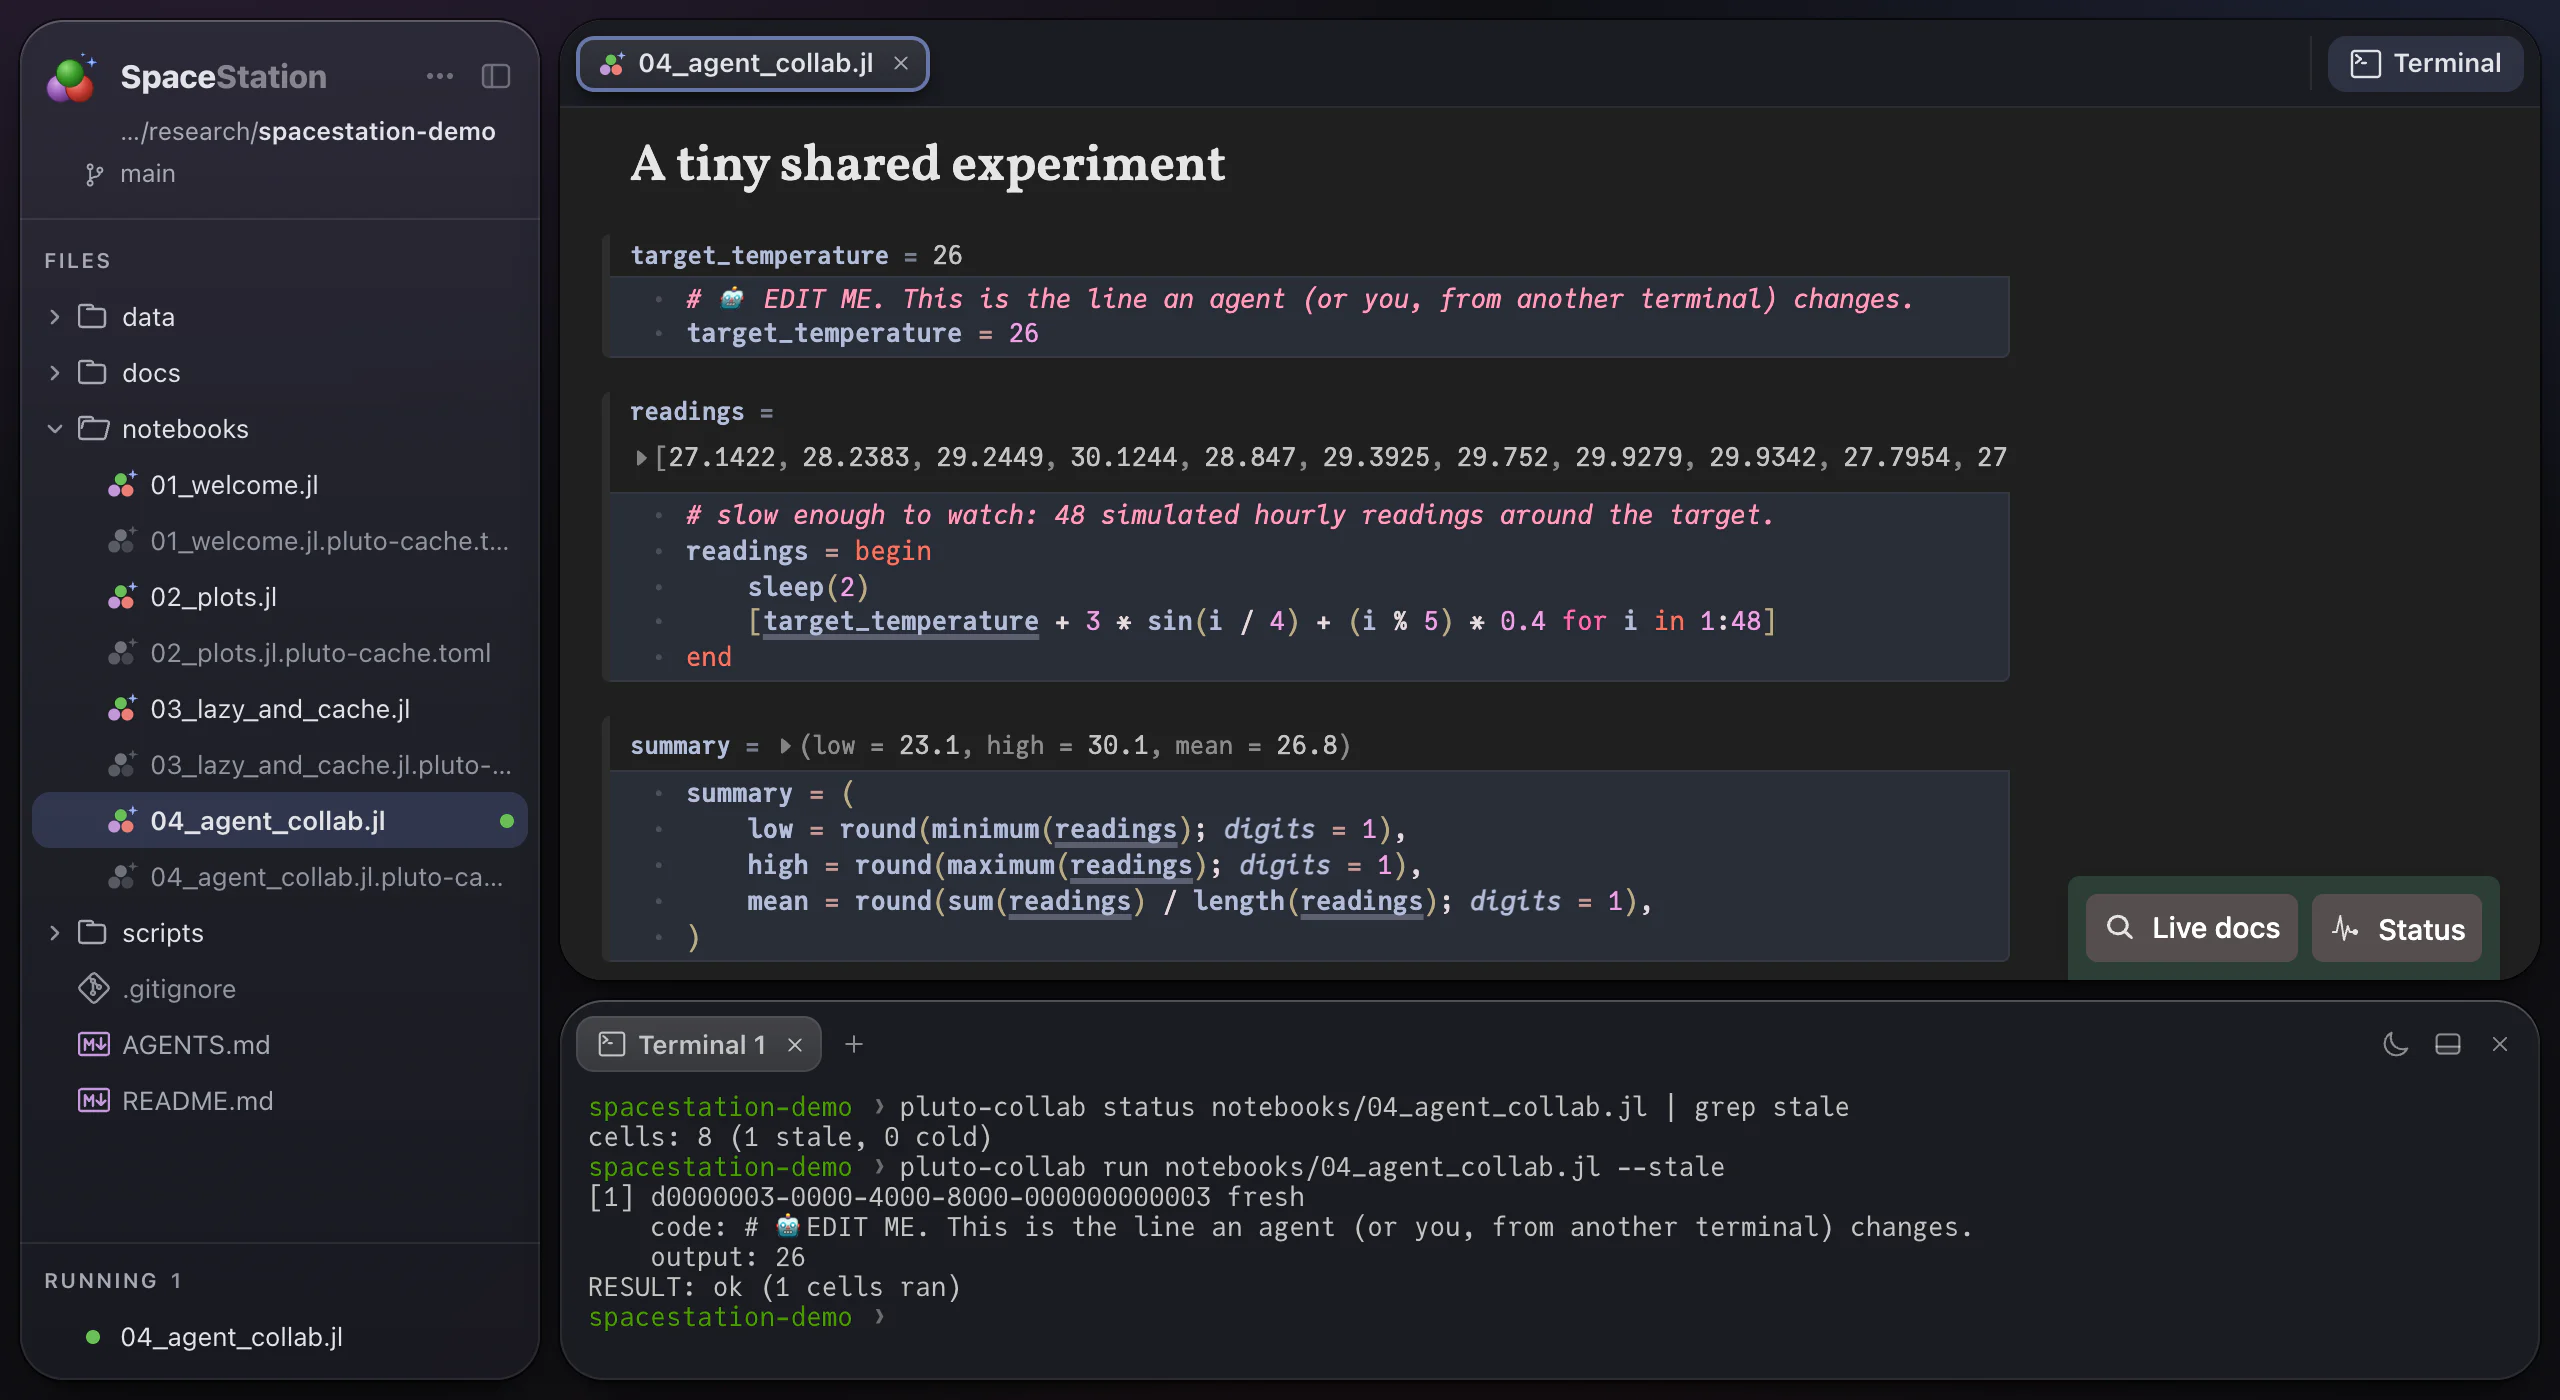 SpaceStation
.../research/spacestation-demo
main
FILES
data
docs
notebooks
01_welcome.jl
01_welcome.jl.pluto-cache.t...
02_plots.jl
02_plots.jl.pluto-cache.toml
03_lazy_and_cache.jl
03_lazy_and_cache.jl.pluto-...
04_agent_collab.jl
04_agent_collab.jl.pluto-ca...
scripts
.gitignore
AGENTS.md
README.md
RUNNING 1
04_agent_collab.jl
04_agent_collab.jl
Terminal
A tiny shared experiment
target_temperature = 26
# 🤖 EDIT ME. This is the line an agent (or you, from another terminal) changes.
target_temperature = 26
readings =
[27.1422, 28.2383, 29.2449, 30.1244, 28.847, 29.3925, 29.752, 29.9279, 29.9342, 27.7954, 27
# slow enough to watch: 48 simulated hourly readings around the target.
readings = begin
    sleep(2)
    [target_temperature + 3 * sin(i / 4) + (i % 5) * 0.4 for i in 1:48]
end
summary = (low = 23.1, high = 30.1, mean = 26.8)
summary = (
    low = round(minimum(readings); digits = 1),
    high = round(maximum(readings); digits = 1),
    mean = round(sum(readings) / length(readings); digits = 1),
)
Live docs
Status
Terminal 1
spacestation-demo ❯ pluto-collab status notebooks/04_agent_collab.jl | grep stale
cells: 8 (1 stale, 0 cold)
spacestation-demo ❯ pluto-collab run notebooks/04_agent_collab.jl --stale
[1] d0000003-0000-4000-8000-000000000003 fresh
    code: # 🤖EDIT ME. This is the line an agent (or you, from another terminal) changes.
    output: 26
RESULT: ok (1 cells ran)
spacestation-demo ❯